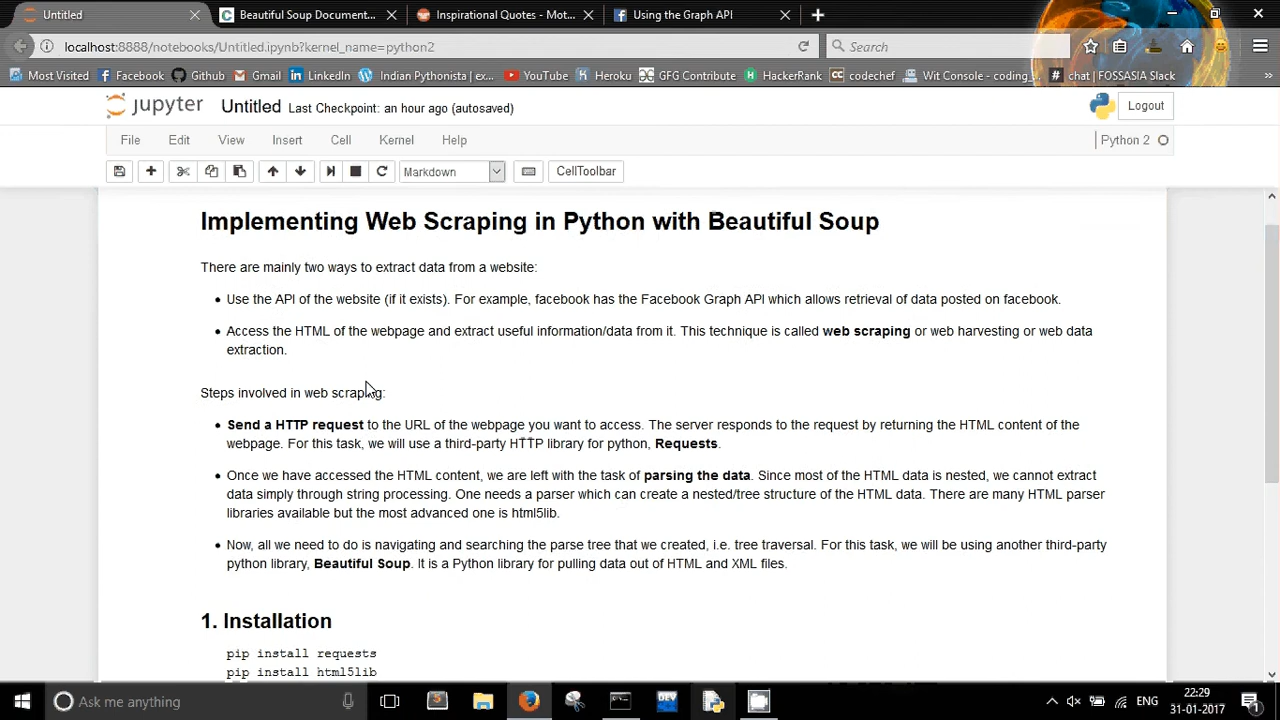 Untitled
Beautiful Soup Document...
Inspirational Quotes - Mot...
Using the Graph API
localhost:8888/notebooks/Untitled.ipynb?kernel_name=python2
Search
Most Visited Facebook Github Gmail LinkedIn Indian Pythonista | ex... YouTube Heroku GFG Contribute HackerRank codechef Wit Console - coding_s... chat | FOSSASIA Slack
jupyter Untitled Last Checkpoint: an hour ago (autosaved)
Logout
File Edit View Insert Cell Kernel Help
Python 2
Markdown
CellToolbar
Implementing Web Scraping in Python with Beautiful Soup
There are mainly two ways to extract data from a website:
• Use the API of the website (if it exists). For example, facebook has the Facebook Graph API which allows retrieval of data posted on facebook.
• Access the HTML of the webpage and extract useful information/data from it. This technique is called web scraping or web harvesting or web data
extraction.
Steps involved in web scraping:
• Send a HTTP request to the URL of the webpage you want to access. The server responds to the request by returning the HTML content of the
webpage. For this task, we will use a third-party HTTP library for python, Requests.
• Once we have accessed the HTML content, we are left with the task of parsing the data. Since most of the HTML data is nested, we cannot extract
data simply through string processing. One needs a parser which can create a nested/tree structure of the HTML data. There are many HTML parser
libraries available but the most advanced one is html5lib.
• Now, all we need to do is navigating and searching the parse tree that we created, i.e. tree traversal. For this task, we will be using another third-party
python library, Beautiful Soup. It is a Python library for pulling data out of HTML and XML files.
1. Installation
pip install requests
pip install html5lib
Ask me anything
DEV
ENG
22:29
31-01-2017